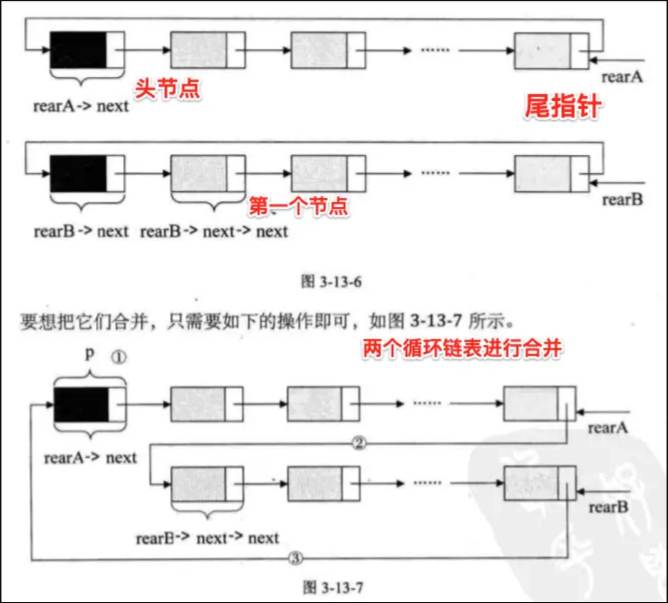 头节点
尾指针
rearA
rearA-> next
第一个节点
rearB
rearB-> next rearB-> next-> next
图 3-13-6
要想把它们合并，只需要如下的操作即可，如图 3-13-7 所示。
两个循环链表进行合并
p ①
rearA
rearA-> next
②
rearB
rearB-> next-> next
③
图 3-13-7